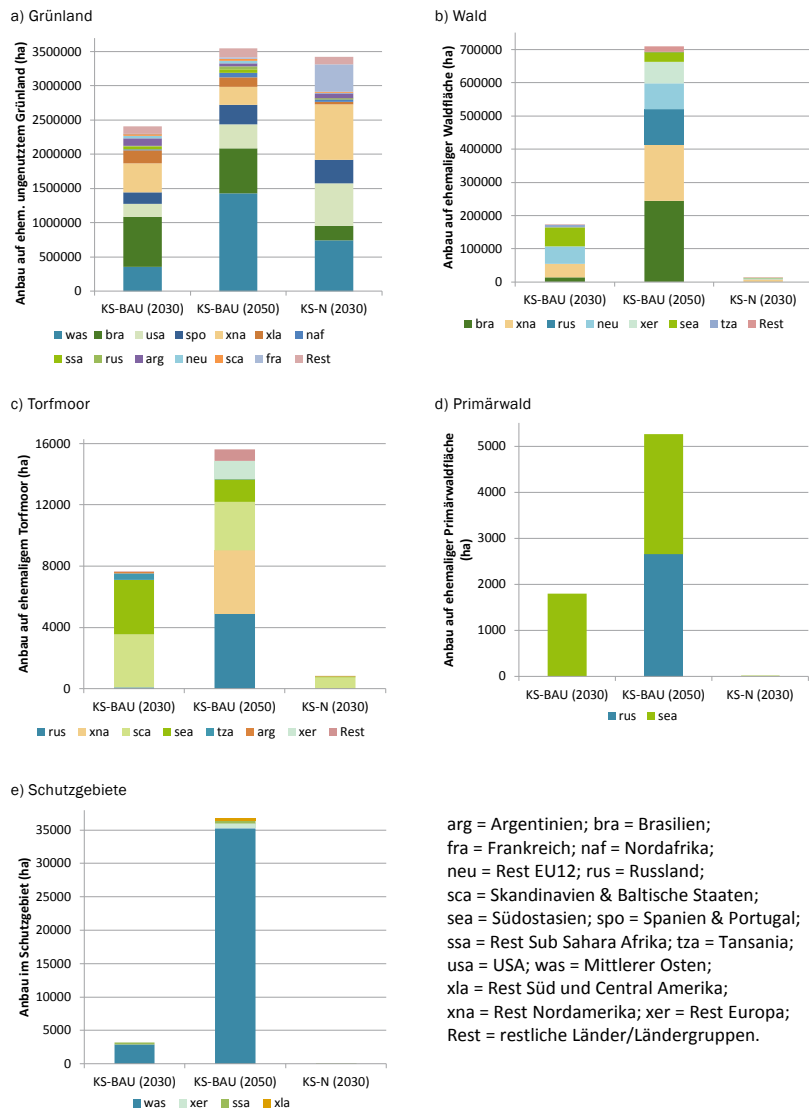 a) Grünland
Anbau auf ehem. ungenutztem Grünland (ha)
3500000
3000000
2500000
2000000
1500000
1000000
500000
0
KS-BAU (2030) KS-BAU (2050) KS-N (2030)
was bra usa spo xna xla naf
ssa rus arg neu sca fra Rest
b) Wald
Anbau auf ehemaliger Waldfläche (ha)
700000
600000
500000
400000
300000
200000
100000
0
KS-BAU (2030) KS-BAU (2050) KS-N (2030)
bra xna rus neu xer sea tza Rest
c) Torfmoor
Anbau auf ehemaligem Torfmoor (ha)
16000
12000
8000
4000
0
KS-BAU (2030) KS-BAU (2050) KS-N (2030)
rus xna sca sea tza arg xer Rest
d) Primärwald
Anbau auf ehemaliger Primärwaldfläche
(ha)
5000
4000
3000
2000
1000
0
KS-BAU (2030) KS-BAU (2050) KS-N (2030)
rus sea
e) Schutzgebiete
Anbau im Schutzgebiet (ha)
35000
30000
25000
20000
15000
10000
5000
0
KS-BAU (2030) KS-BAU (2050) KS-N (2030)
was xer ssa xla
arg = Argentinien; bra = Brasilien;
fra = Frankreich; naf = Nordafrika;
neu = Rest EU12; rus = Russland;
sca = Skandinavien & Baltische Staaten;
sea = Südostasien; spo = Spanien & Portugal;
ssa = Rest Sub Sahara Afrika; tza = Tansania;
usa = USA; was = Mittlerer Osten;
xla = Rest Süd und Central Amerika;
xna = Rest Nordamerika; xer = Rest Europa;
Rest = restliche Länder/Ländergruppen.